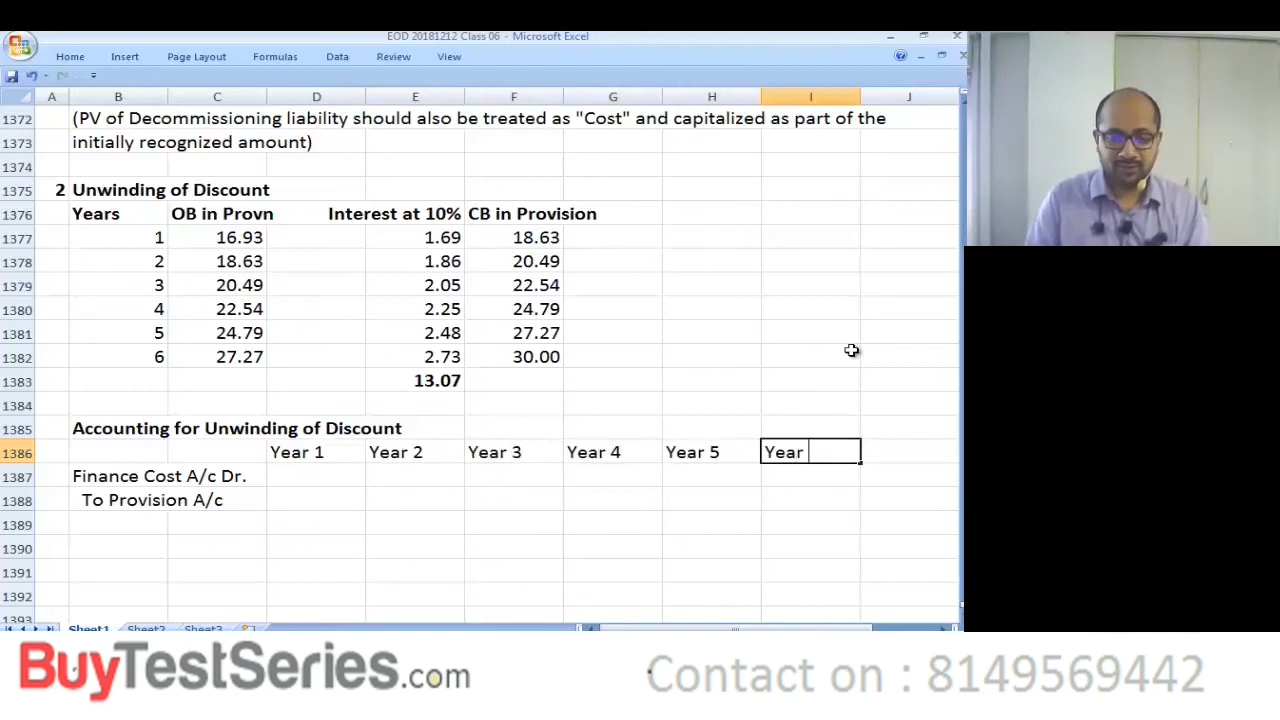 EOD 20181212 Class 06 - Microsoft Excel
Home Insert Page Layout Formulas Data Review View
A B C D E F G H I J
1372 (PV of Decommissioning liability should also be treated as "Cost" and capitalized as part of the
1373 initially recognized amount)
1374
1375 2 Unwinding of Discount
1376 Years OB in Provn Interest at 10% CB in Provision
1377 1 16.93 1.69 18.63
1378 2 18.63 1.86 20.49
1379 3 20.49 2.05 22.54
1380 4 22.54 2.25 24.79
1381 5 24.79 2.48 27.27
1382 6 27.27 2.73 30.00
1383 13.07
1384
1385 Accounting for Unwinding of Discount
1386 Year 1 Year 2 Year 3 Year 4 Year 5 Year
1387 Finance Cost A/c Dr.
1388 To Provision A/c
1389
1390
1391
1392
1393
Sheet1 Sheet2 Sheet3
BuyTestSeries.com Contact on : 8149569442